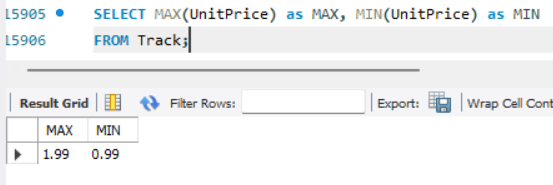 15905 SELECT MAX(UnitPrice) as MAX, MIN(UnitPrice) as MIN
15906 FROM Track;
Result Grid Filter Rows: Export: Wrap Cell Cont
MAX MIN
1.99 0.99